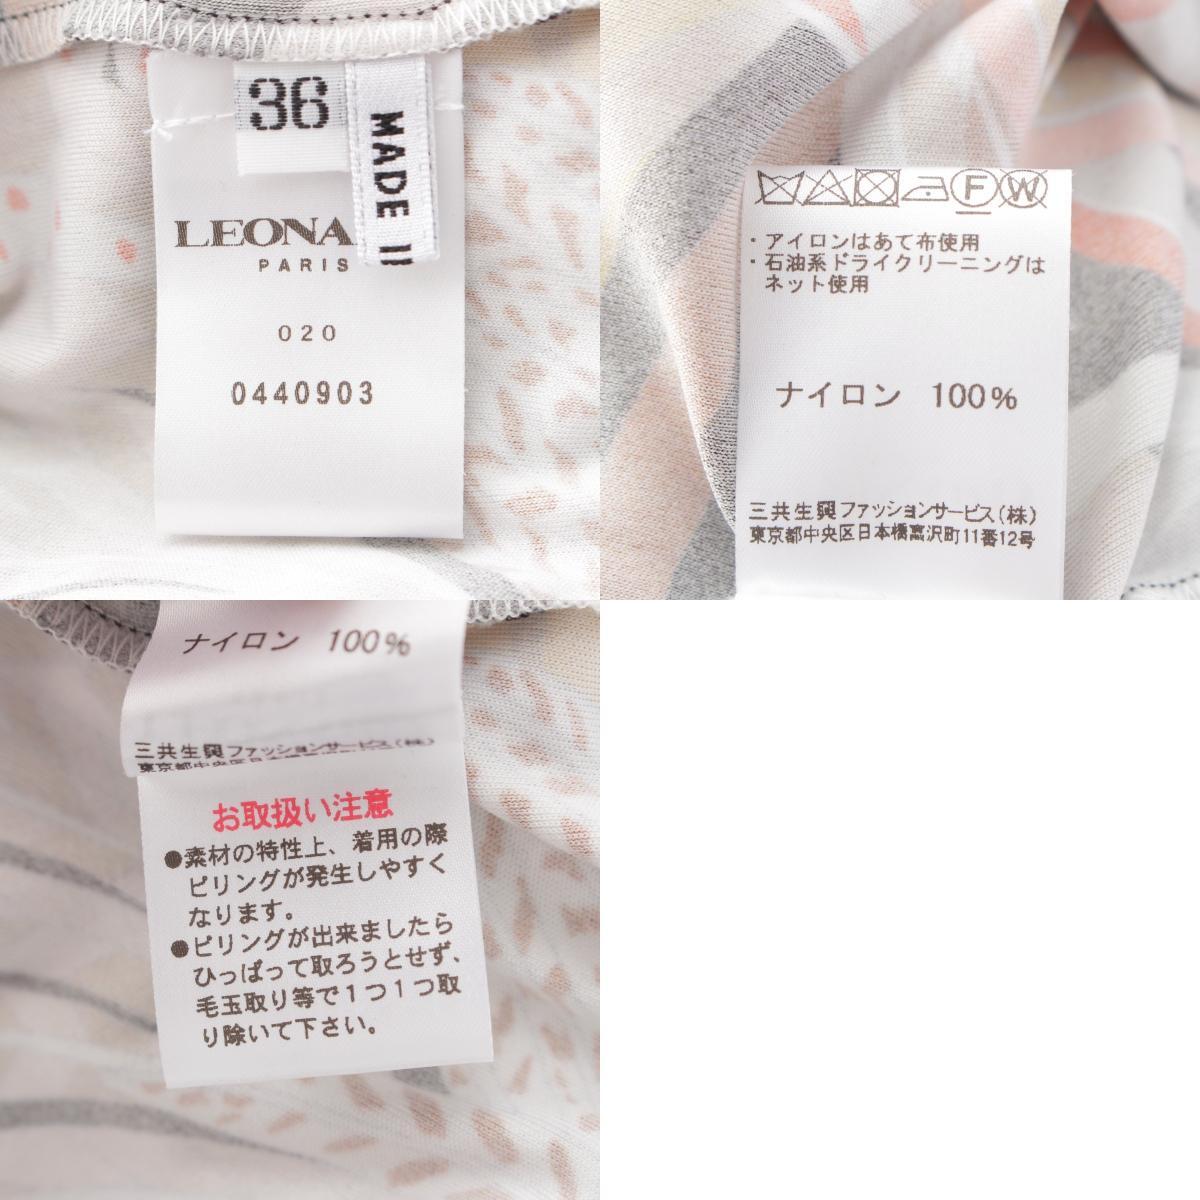 36
MADE
PARIS
020
0440903
F W
・アイロンはあて布使用
・石油系ドライクリーニングは
ネット使用
ナイロン 100%
三共生興ファッションサービス(株)
東京都中央区日本橋富沢町11番12号
ナイロン 100%
三共生興ファッションサービス(株)
お取扱い注意
●素材の特性上、着用の際
ピリングが発生しやすく
なります。
●ピリングが出来ましたら
ひっぱって取ろうとせず、
毛玉取り等で1つ1つ取
り除いて下さい。